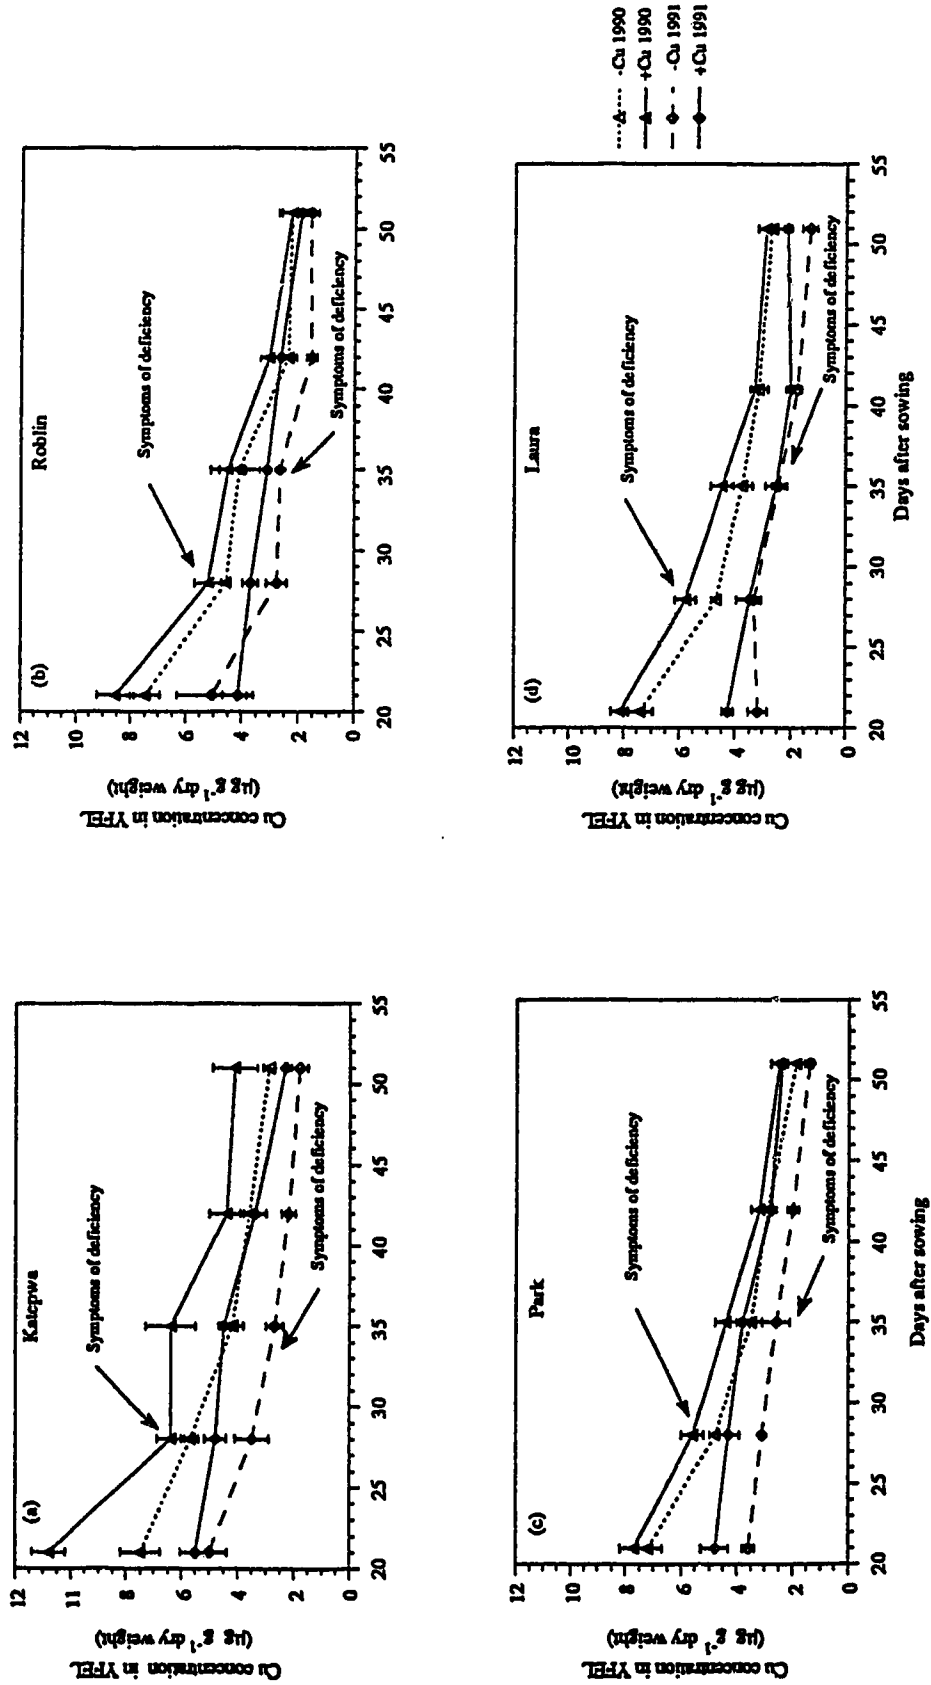 Katepwa
(a)
Symptoms of deficiency
Symptoms of deficiency
Cu concentration in YFEL
(µg g⁻¹ dry weight)
12
11
8
6
4
2
0
20 25 30 35 40 45 50 55
Roblin
(b)
Symptoms of deficiency
Symptoms of deficiency
Cu concentration in YFEL
(µg g⁻¹ dry weight)
12
10
8
6
4
2
0
20 25 30 35 40 45 50 55
Park
(c)
Symptoms of deficiency
Symptoms of deficiency
Cu concentration in YFEL
(µg g⁻¹ dry weight)
12
10
8
6
4
2
0
20 25 30 35 40 45 50 55
Days after sowing
Laura
(d)
Symptoms of deficiency
Symptoms of deficiency
Cu concentration in YFEL
(µg g⁻¹ dry weight)
12
10
8
6
4
2
0
20 25 30 35 40 45 50 55
Days after sowing
-Cu 1990
+Cu 1990
-Cu 1991
+Cu 1991